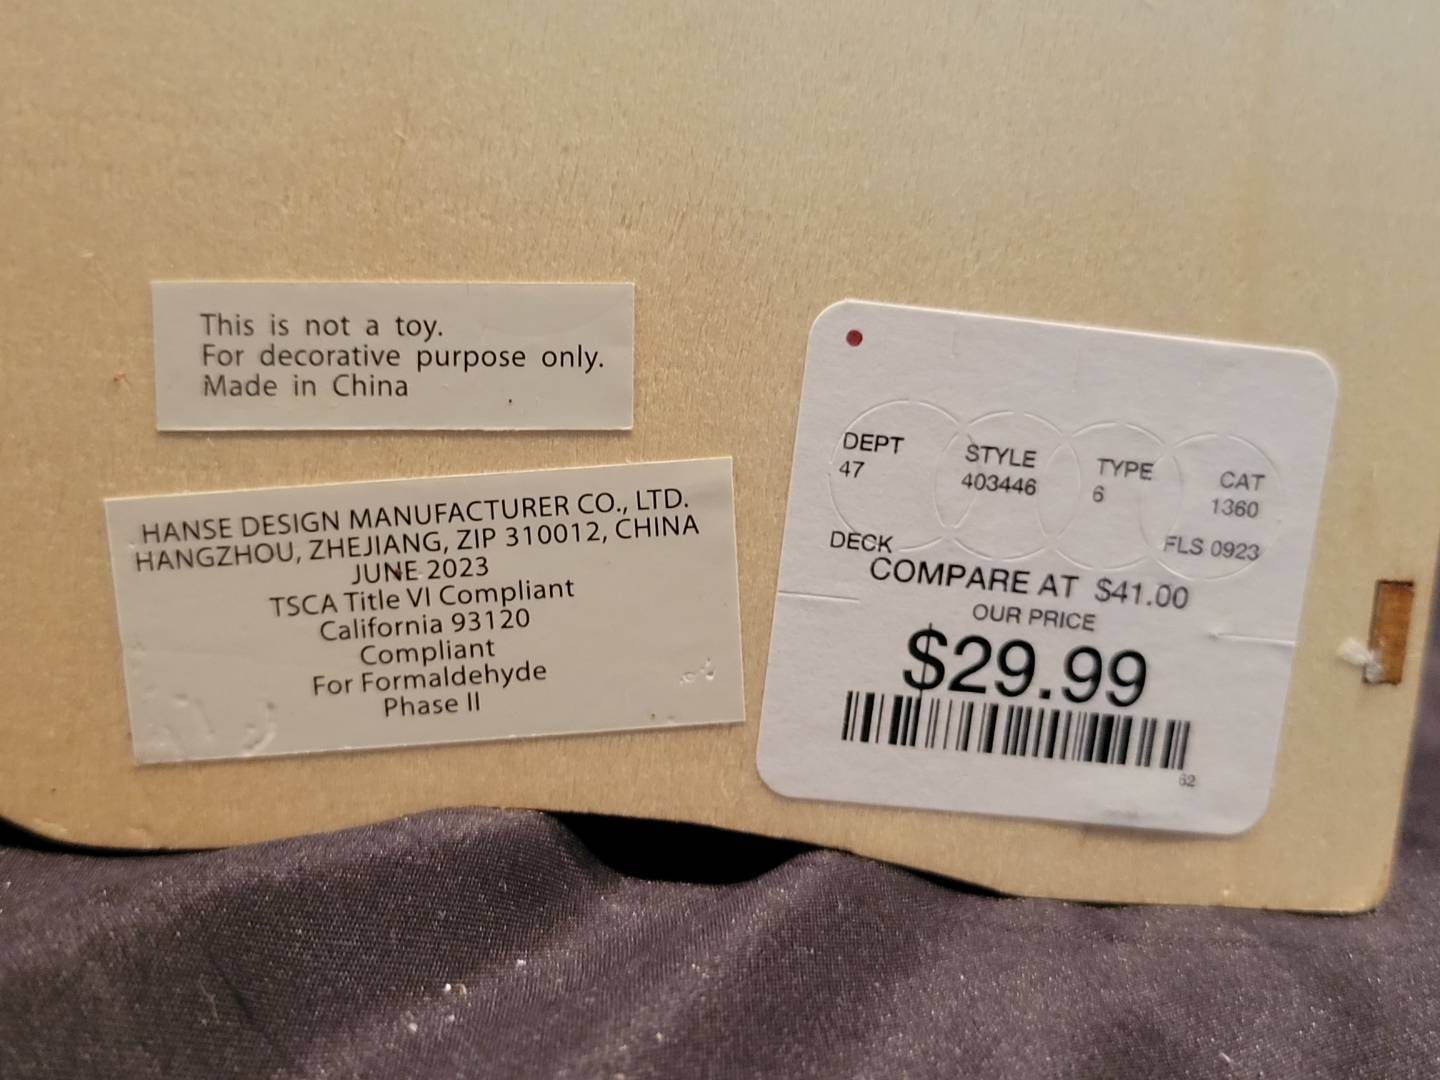 This is not a toy.
For decorative purpose only.
Made in China
HANSE DESIGN MANUFACTURER CO., LTD.
HANGZHOU, ZHEJIANG, ZIP 310012, CHINA
JUNE 2023
TSCA Title VI Compliant
California 93120
Compliant
For Formaldehyde
Phase II
DEPT STYLE TYPE CAT
47 403446 6 1360
DECK FLS 0923
COMPARE AT $41.00
OUR PRICE
$29.99
62